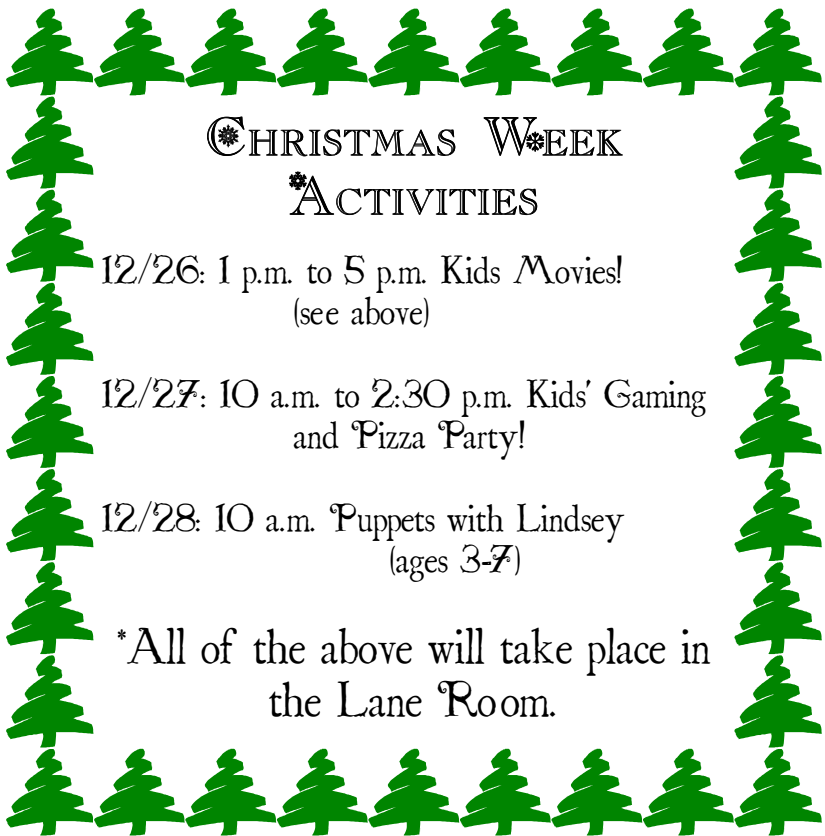 Christmas Week
Activities
12/26: 1 p.m. to 5 p.m. Kids Movies!
(see above)
12/27: 10 a.m. to 2:30 p.m. Kids' Gaming
and Pizza Party!
12/28: 10 a.m. Puppets with Lindsey
(ages 3-7)
*All of the above will take place in
the Lane Room.